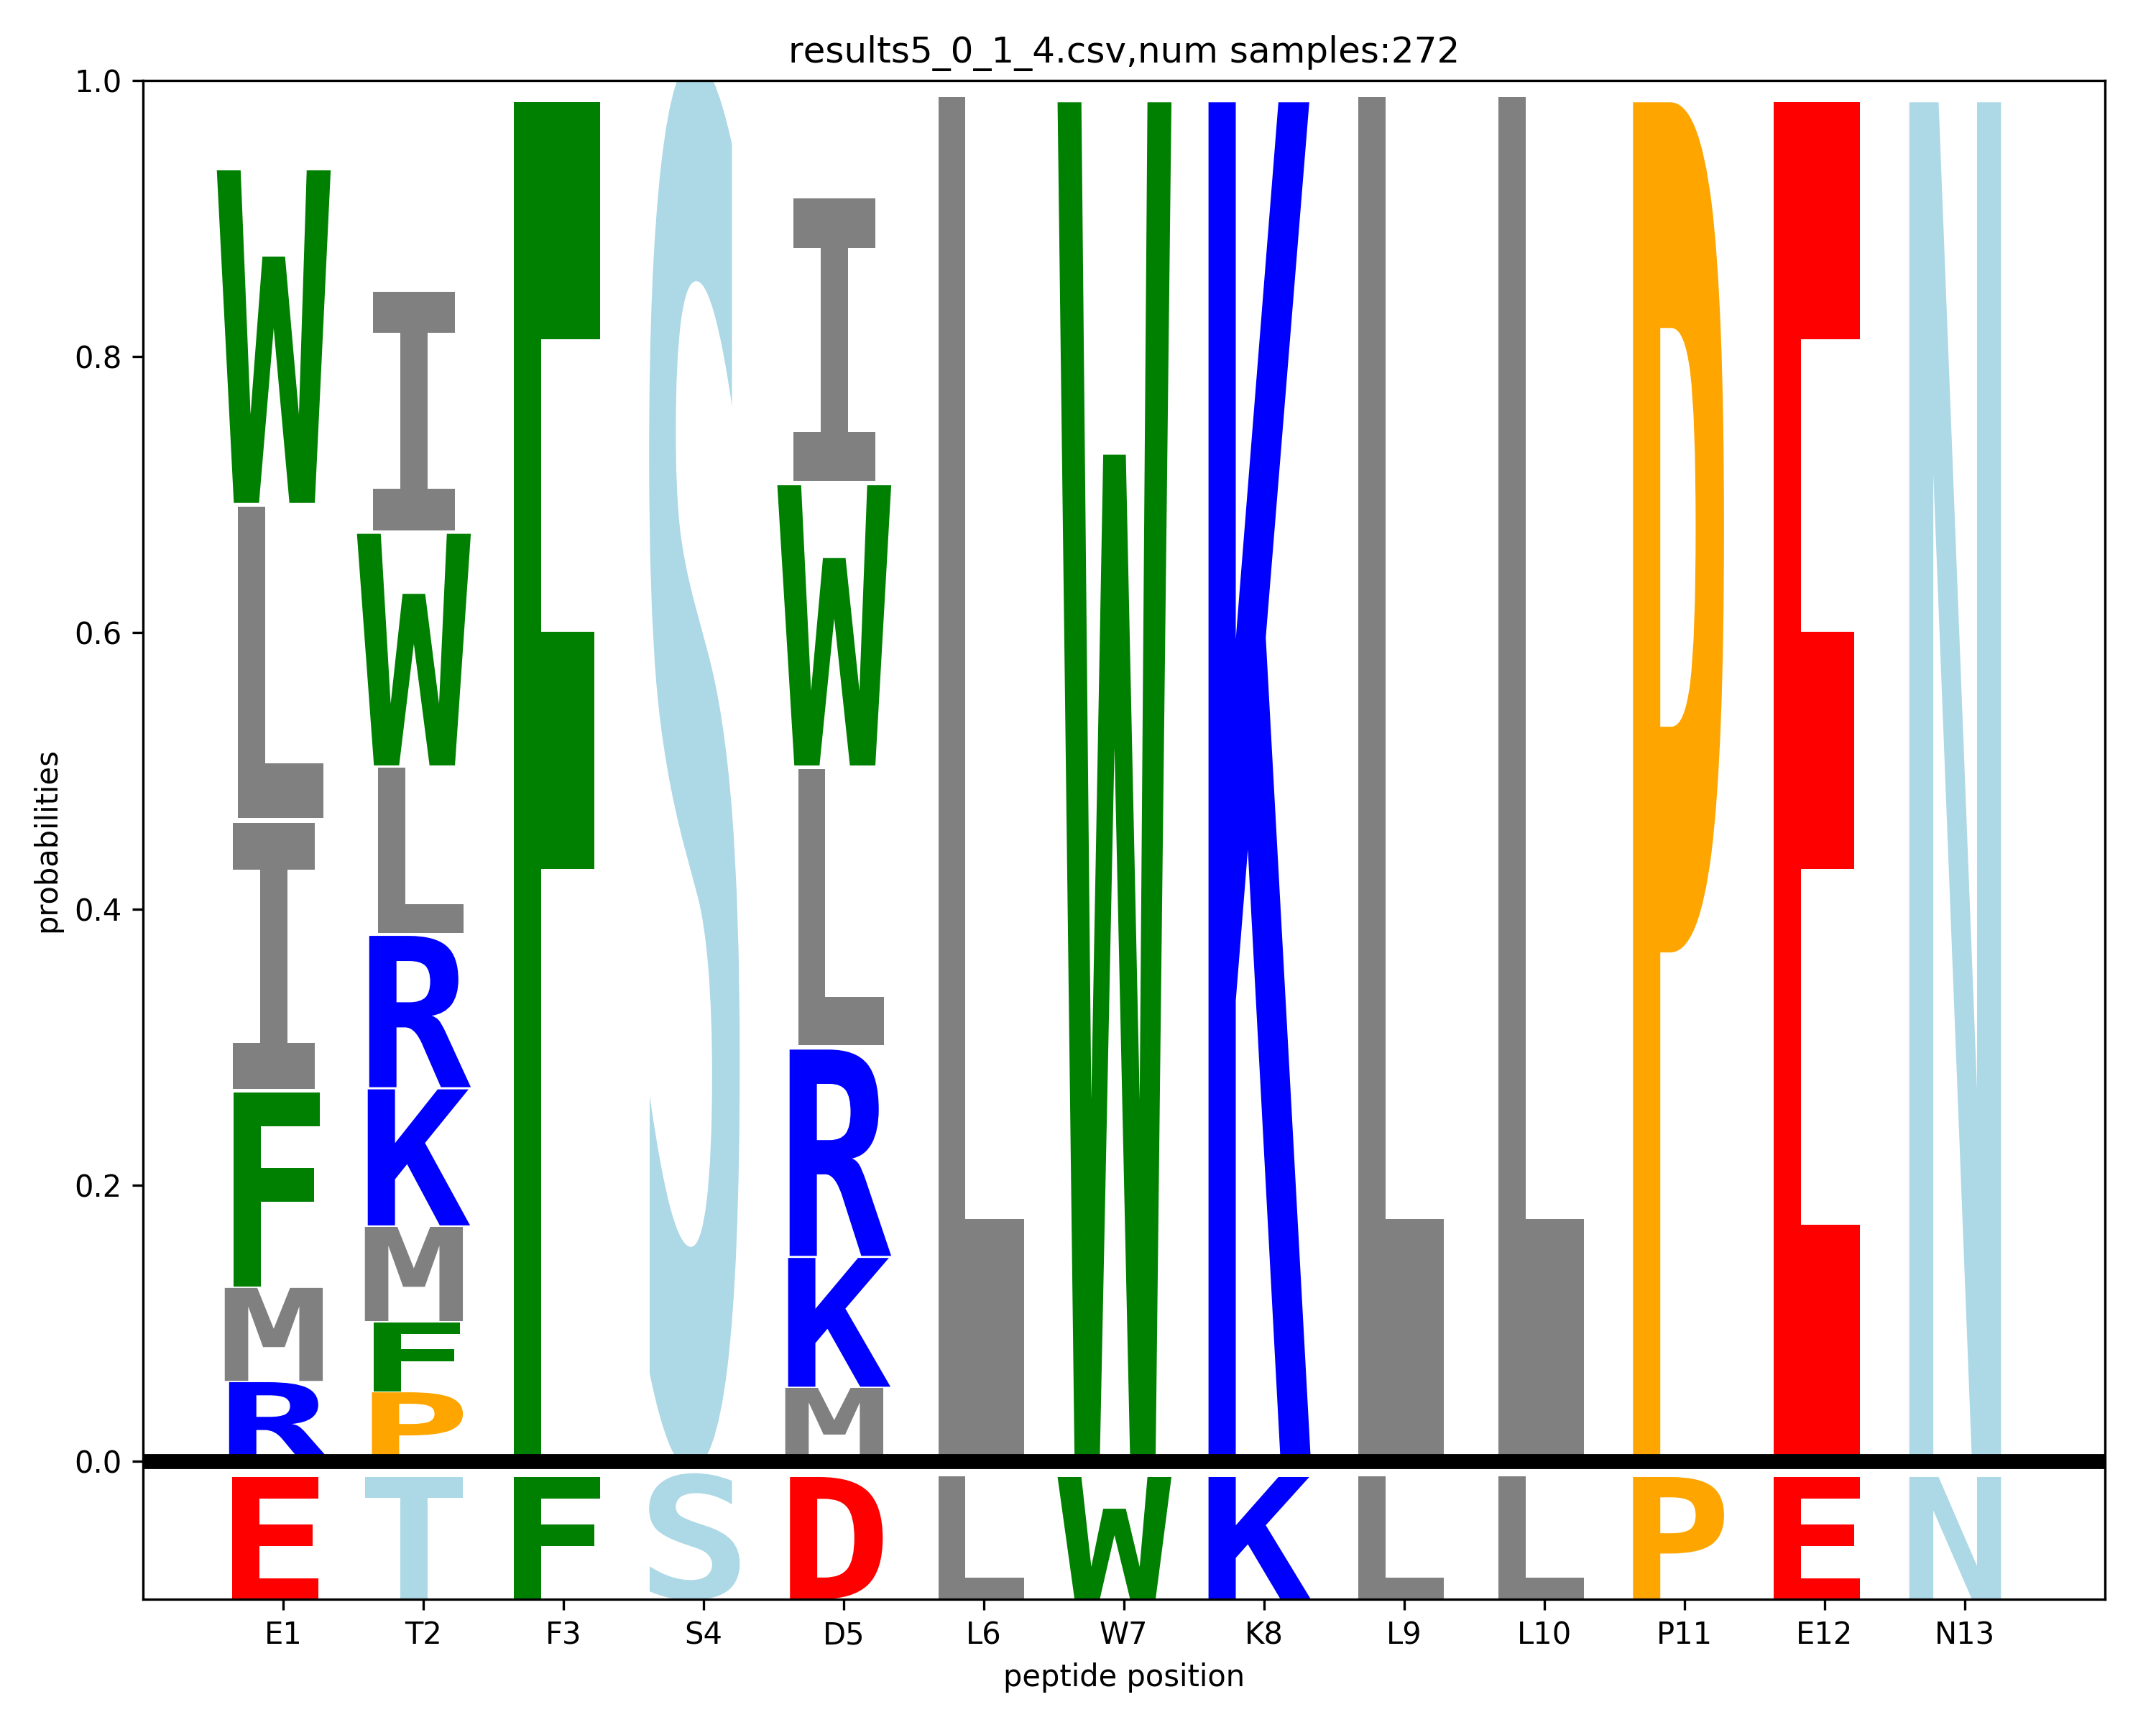 results5_0_1_4.csv,num samples:272
probabilities
1.0
0.8
0.6
0.4
0.2
0.0
W L I F M R
I W L R K M F P
F
S
I W L R K M
L
W
K
L
L
P
E
N
E T F S D L W K L L P E N
E1 T2 F3 S4 D5 L6 W7 K8 L9 L10 P11 E12 N13
peptide position